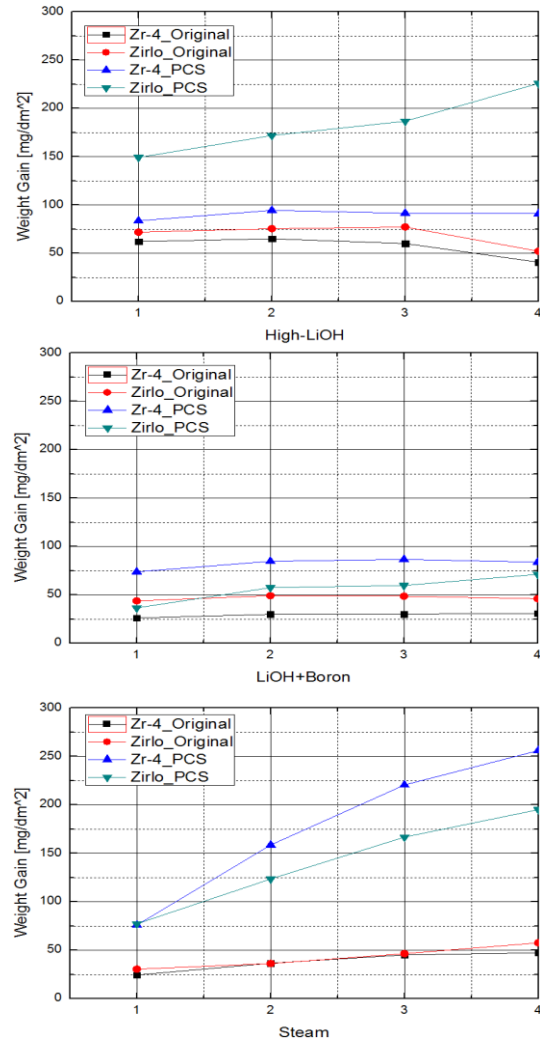 300
250
200
150
100
50
0
Weight Gain [mg/dm^2]
Zr-4_Original
Zirlo_Original
Zr-4_PCS
Zirlo_PCS
1 2 3 4
High-LiOH
300
250
200
150
100
50
0
Weight Gain [mg/dm^2]
Zr-4_Original
Zirlo_Original
Zr-4_PCS
Zirlo_PCS
1 2 3 4
LiOH+Boron
300
250
200
150
100
50
0
Weight Gain [mg/dm^2]
Zr-4_Original
Zirlo_Original
Zr-4_PCS
Zirlo_PCS
1 2 3 4
Steam